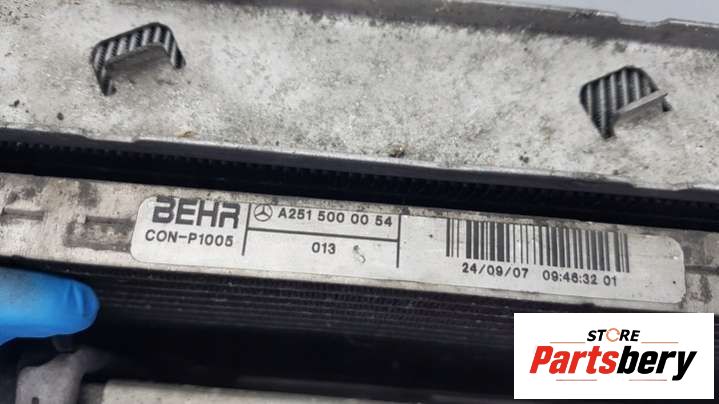 BEHR A251 500 00 54
CON-P1005 013
24/09/07 09:46:32 01
STORE
Partsbery